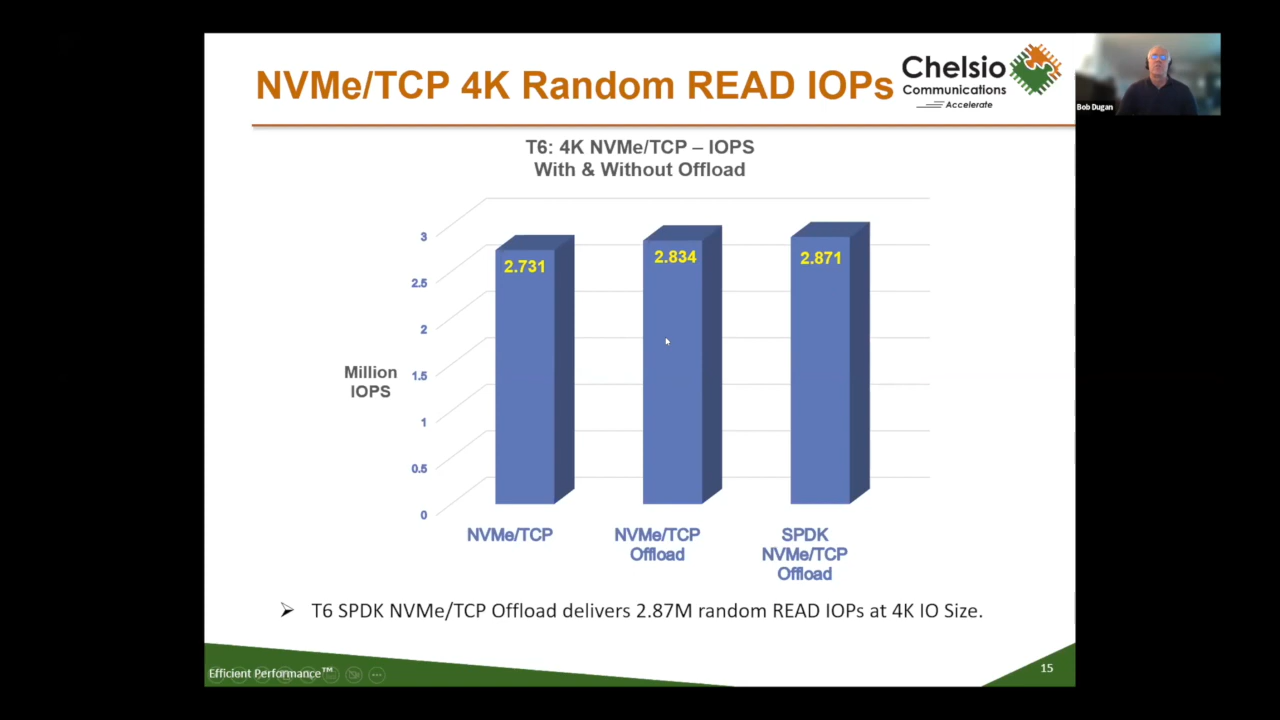 NVMe/TCP 4K Random READ IOPs
Chelsio
Communications
Accelerate
Bob Dugan
T6: 4K NVMe/TCP – IOPS
With & Without Offload
3
2.5
2
1.5
1
0.5
0
Million
IOPS
2.731
2.834
2.871
NVMe/TCP
NVMe/TCP
Offload
SPDK
NVMe/TCP
Offload
➢ T6 SPDK NVMe/TCP Offload delivers 2.87M random READ IOPs at 4K IO Size.
Efficient Performance™
15